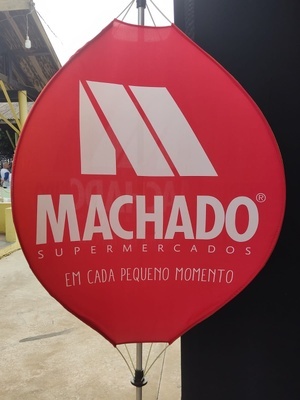 MACHADO®
SUPERMERCADOS
EM CADA PEQUENO MOMENTO